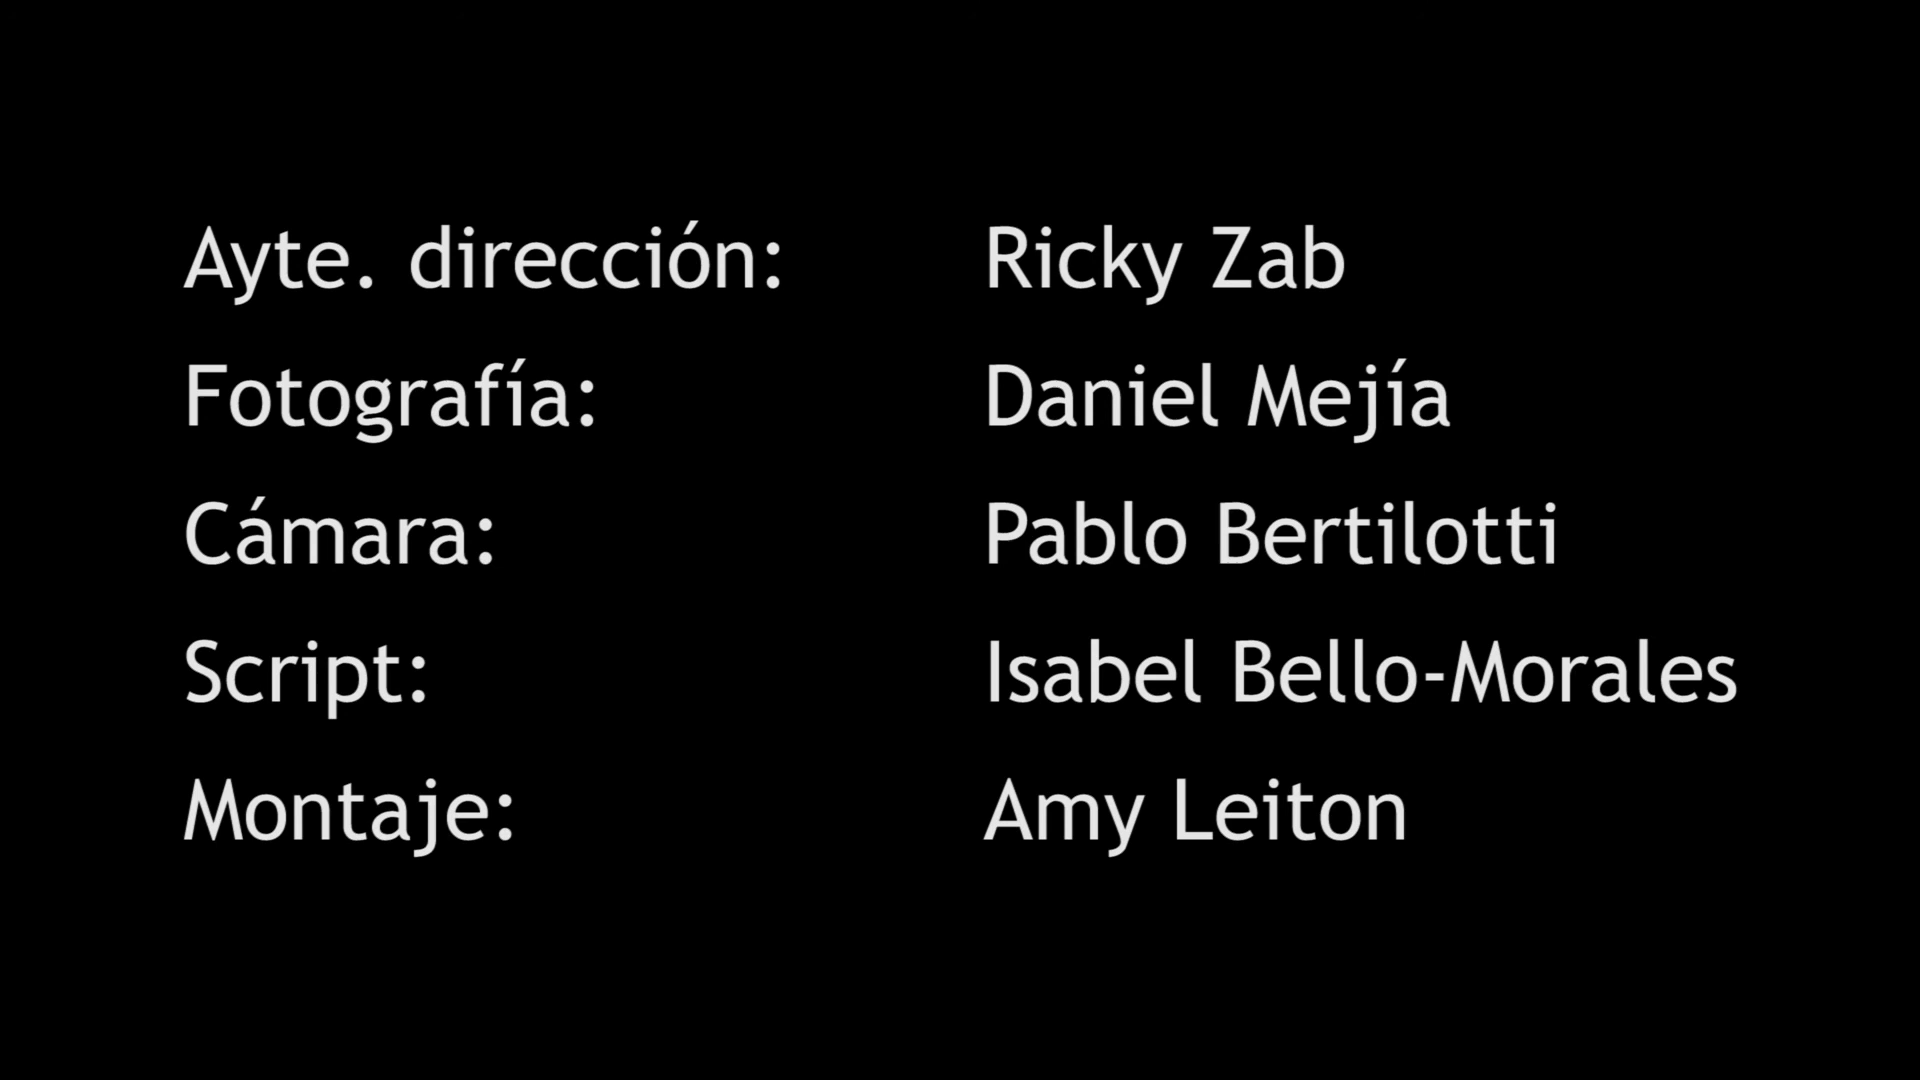 Ayte. dirección: Ricky Zab
Fotografía: Daniel Mejía
Cámara: Pablo Bertilotti
Script: Isabel Bello-Morales
Montaje: Amy Leiton